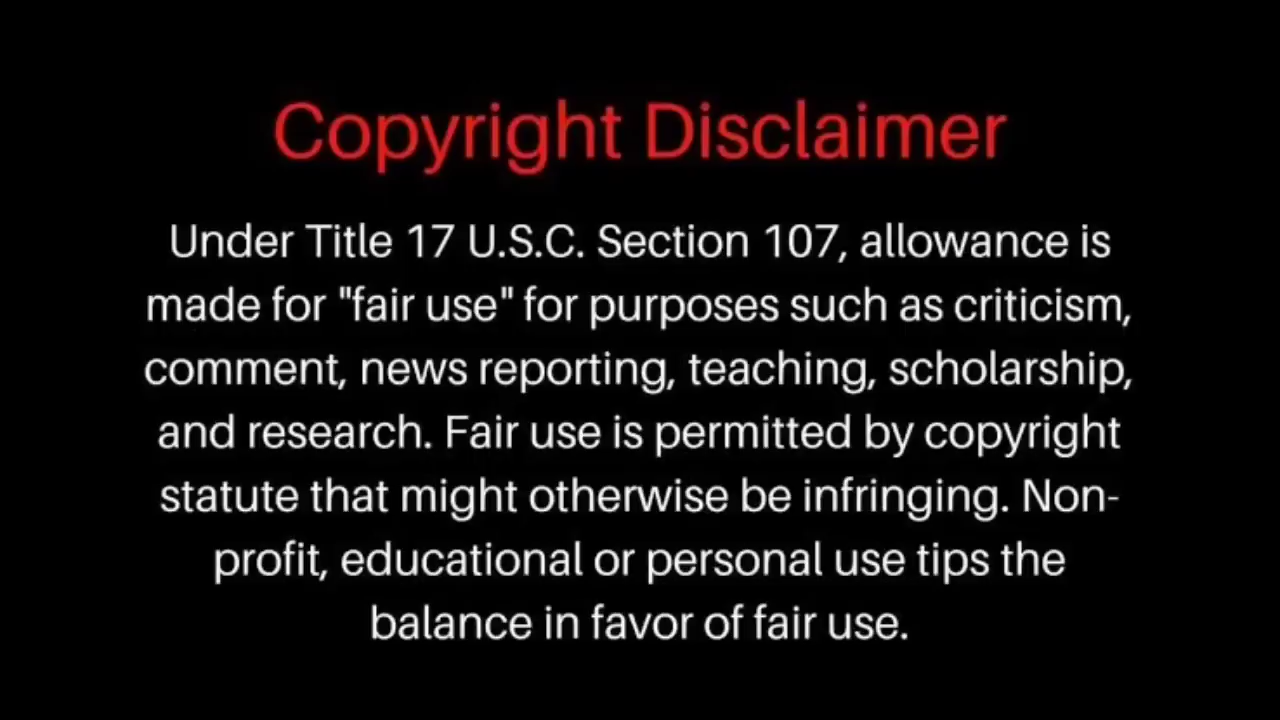 Copyright Disclaimer
Under Title 17 U.S.C. Section 107, allowance is
made for "fair use" for purposes such as criticism,
comment, news reporting, teaching, scholarship,
and research. Fair use is permitted by copyright
statute that might otherwise be infringing. Non-
profit, educational or personal use tips the
balance in favor of fair use.